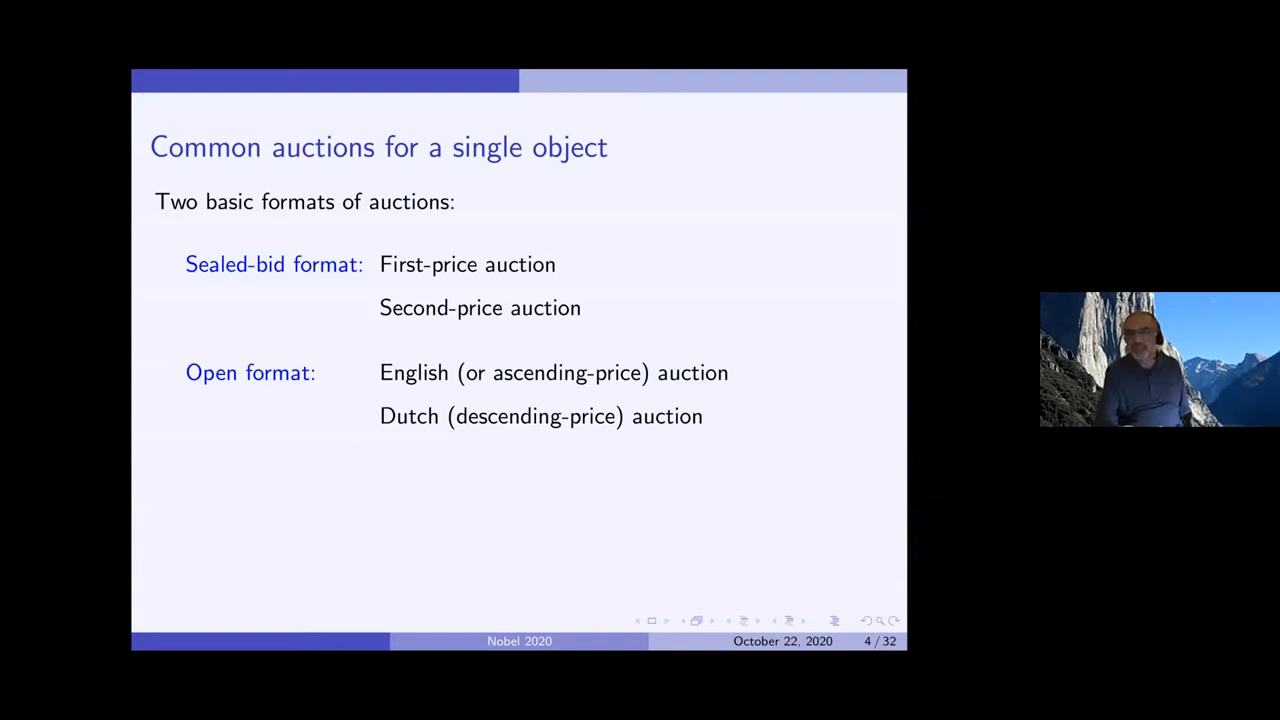 Common auctions for a single object
Two basic formats of auctions:
Sealed-bid format: First-price auction
Second-price auction
Open format: English (or ascending-price) auction
Dutch (descending-price) auction
Nobel 2020 October 22, 2020 4 / 32